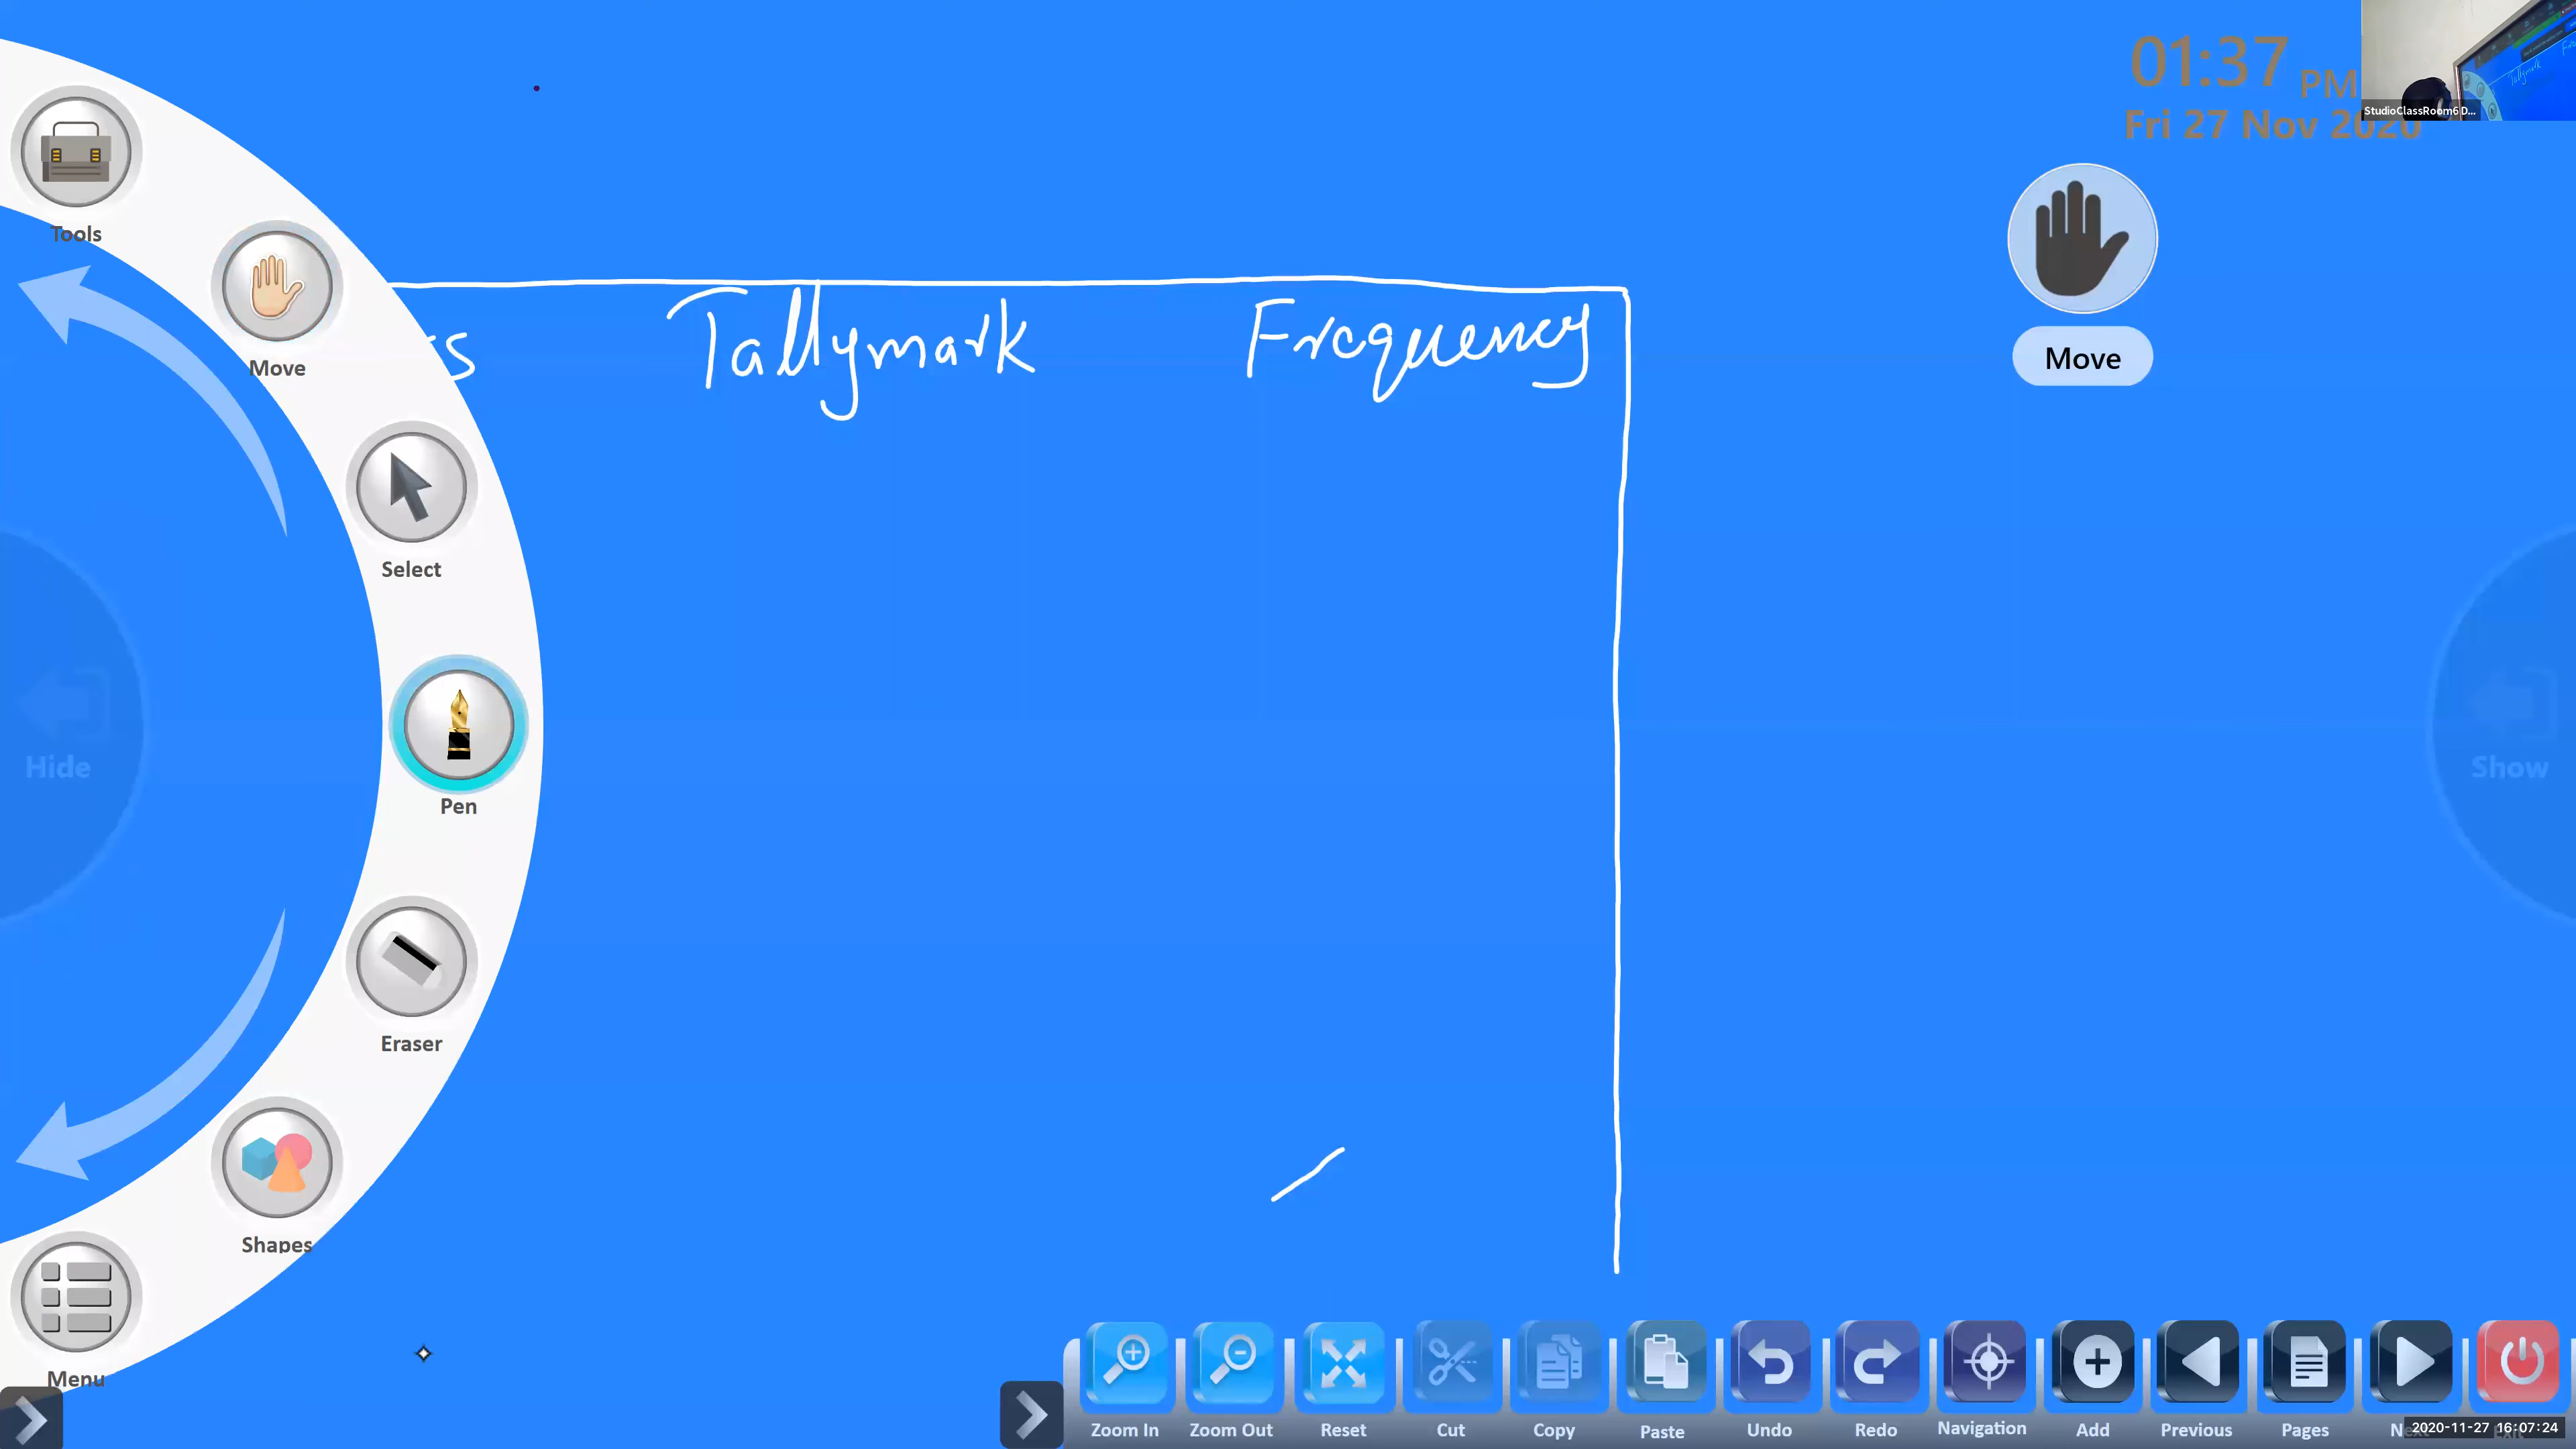 01:37 PM
StudioClassRoom6 D...
Fri 27 Nov 2020
Tools
Move
Move
s Tallymark Frequency
Select
Hide
Show
Pen
Eraser
Shapes
Menu
Zoom In Zoom Out Reset Cut Copy Paste Undo Redo Navigation Add Previous Pages
2020-11-27 16:07:24